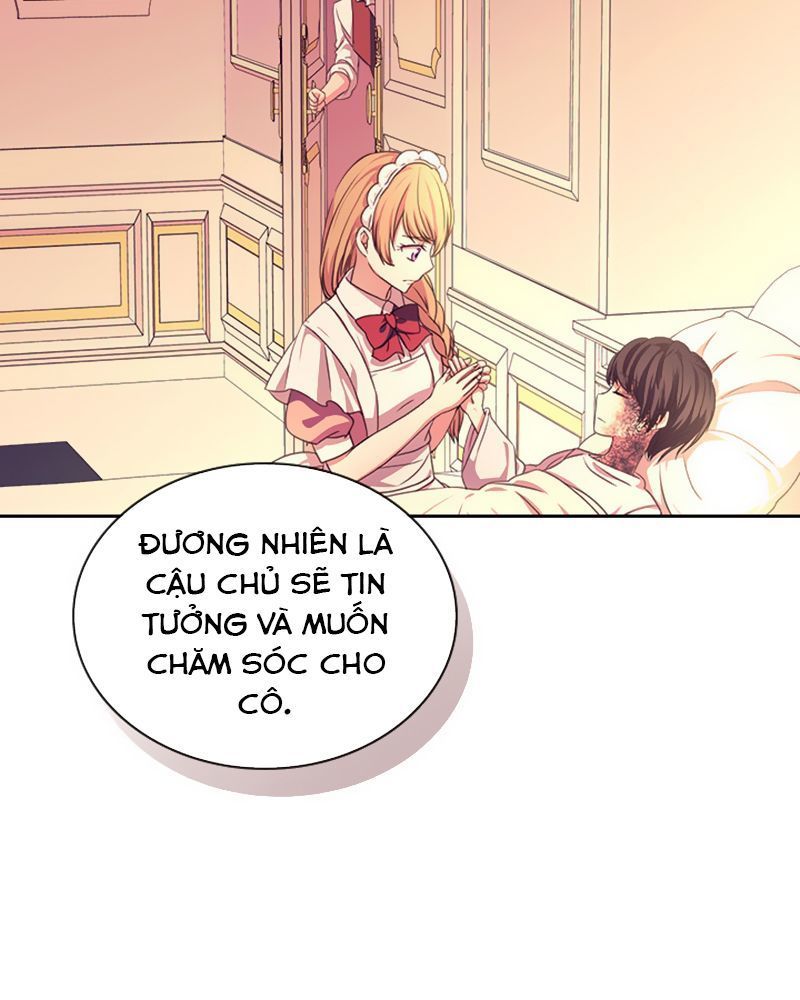 ĐƯƠNG NHIÊN LÀ
CẬU CHỦ SẼ TIN
TƯỞNG VÀ MUỐN
CHĂM SÓC CHO
CÔ.